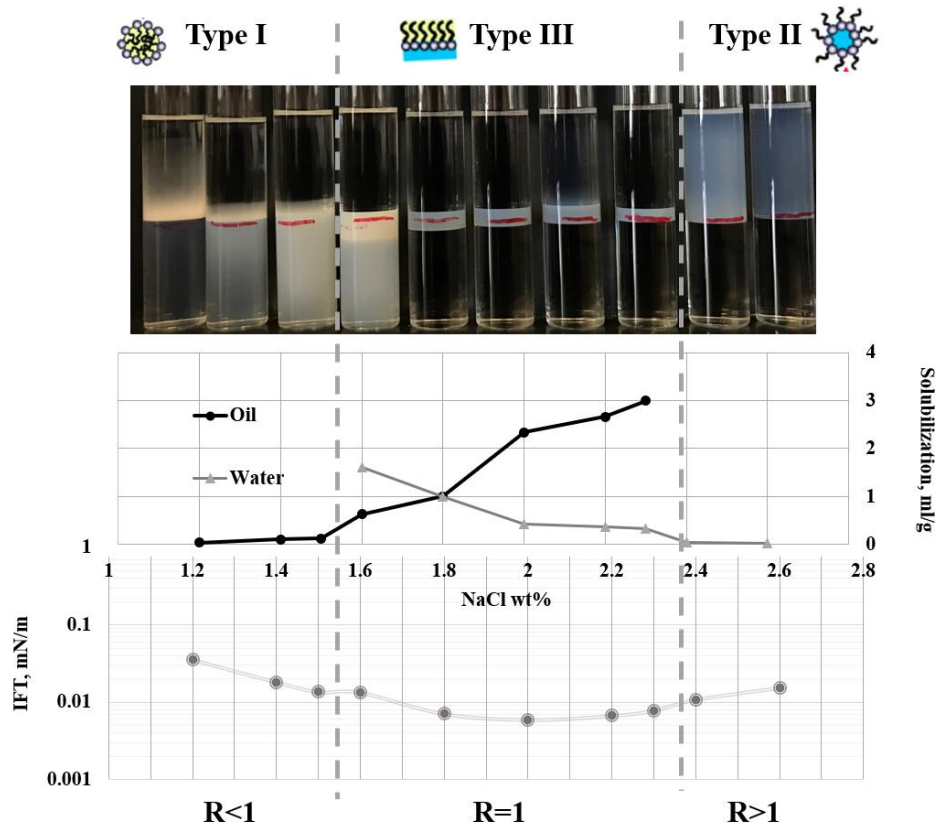 Type I
Type III
Type II
4
Oil
3
Water
2
1
0
Solubilization, ml/g
1
1 1.2 1.4 1.6 1.8 2 2.2 2.4 2.6 2.8
NaCl wt%
0.1
0.01
0.001
IFT, mN/m
R<1
R=1
R>1